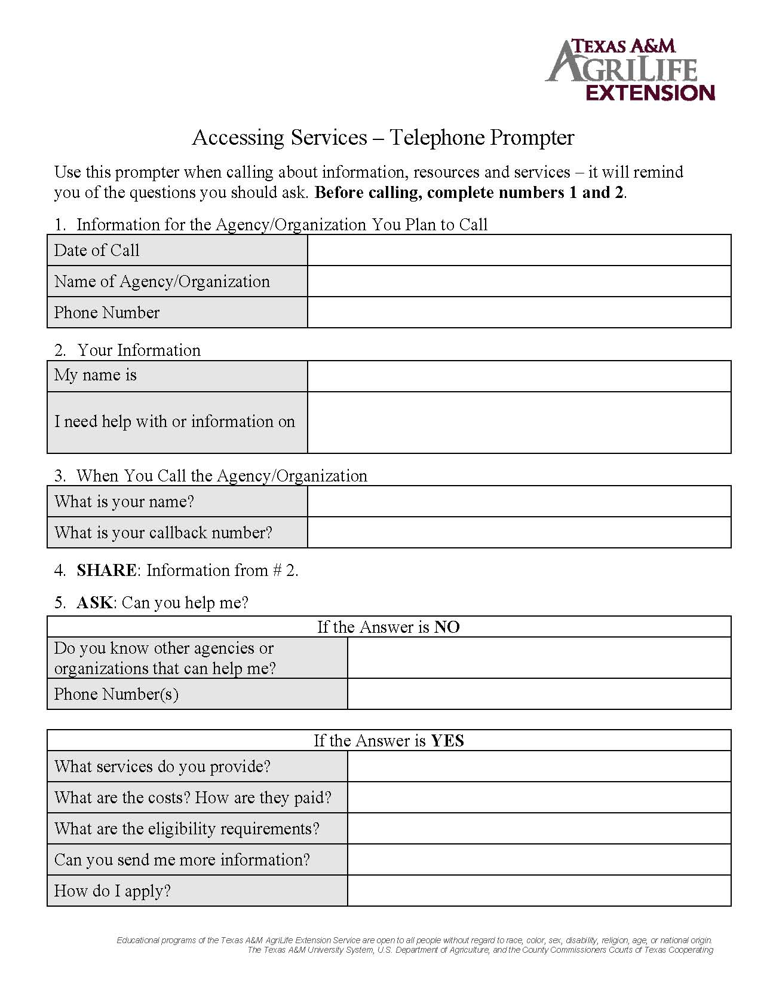 TEXAS A&M
AGRILIFE
EXTENSION
Accessing Services – Telephone Prompter
Use this prompter when calling about information, resources and services – it will remind
you of the questions you should ask. Before calling, complete numbers 1 and 2.
1. Information for the Agency/Organization You Plan to Call
Date of Call
Name of Agency/Organization
Phone Number
2. Your Information
My name is
I need help with or information on
3. When You Call the Agency/Organization
What is your name?
What is your callback number?
4. SHARE: Information from # 2.
5. ASK: Can you help me?
If the Answer is NO
Do you know other agencies or
organizations that can help me?
Phone Number(s)
If the Answer is YES
What services do you provide?
What are the costs? How are they paid?
What are the eligibility requirements?
Can you send me more information?
How do I apply?
Educational programs of the Texas A&M AgriLife Extension Service are open to all people without regard to race, color, sex, disability, religion, age, or national origin.
The Texas A&M University System, U.S. Department of Agriculture, and the County Commissioners Courts of Texas Cooperating